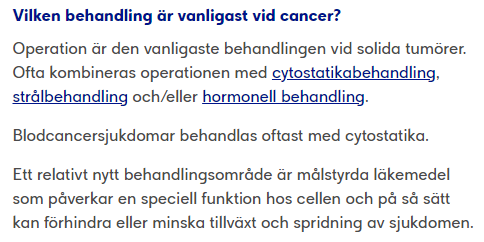 Vilken behandling är vanligast vid cancer?
Operation är den vanligaste behandlingen vid solida tumörer.
Ofta kombineras operationen med cytostatikabehandling,
strålbehandling och/eller hormonell behandling.
Blodcancersjukdomar behandlas oftast med cytostatika.
Ett relativt nytt behandlingsområde är målstyrda läkemedel
som påverkar en speciell funktion hos cellen och på så sätt
kan förhindra eller minska tillväxt och spridning av sjukdomen.